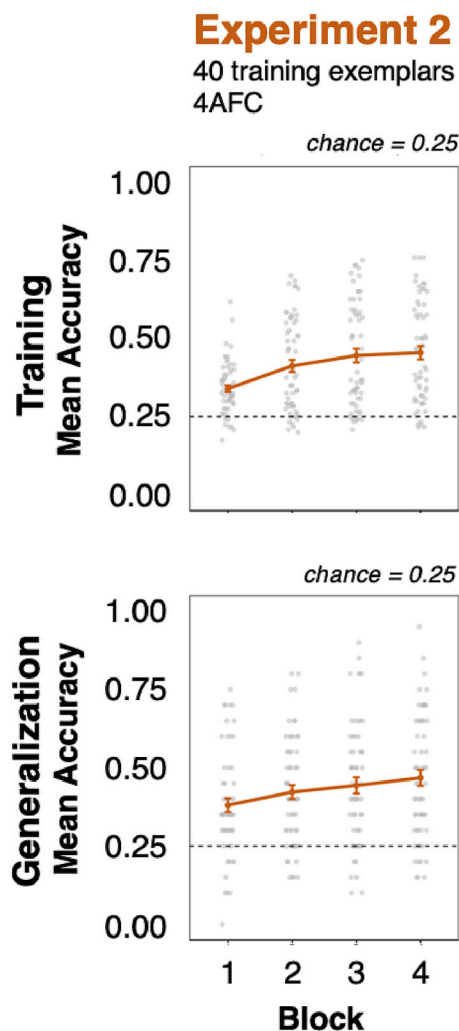 Experiment 2
40 training exemplars
4AFC
chance = 0.25
Training
Mean Accuracy
1.00
0.75
0.50
0.25
0.00
chance = 0.25
Generalization
Mean Accuracy
1.00
0.75
0.50
0.25
0.00
1 2 3 4
Block